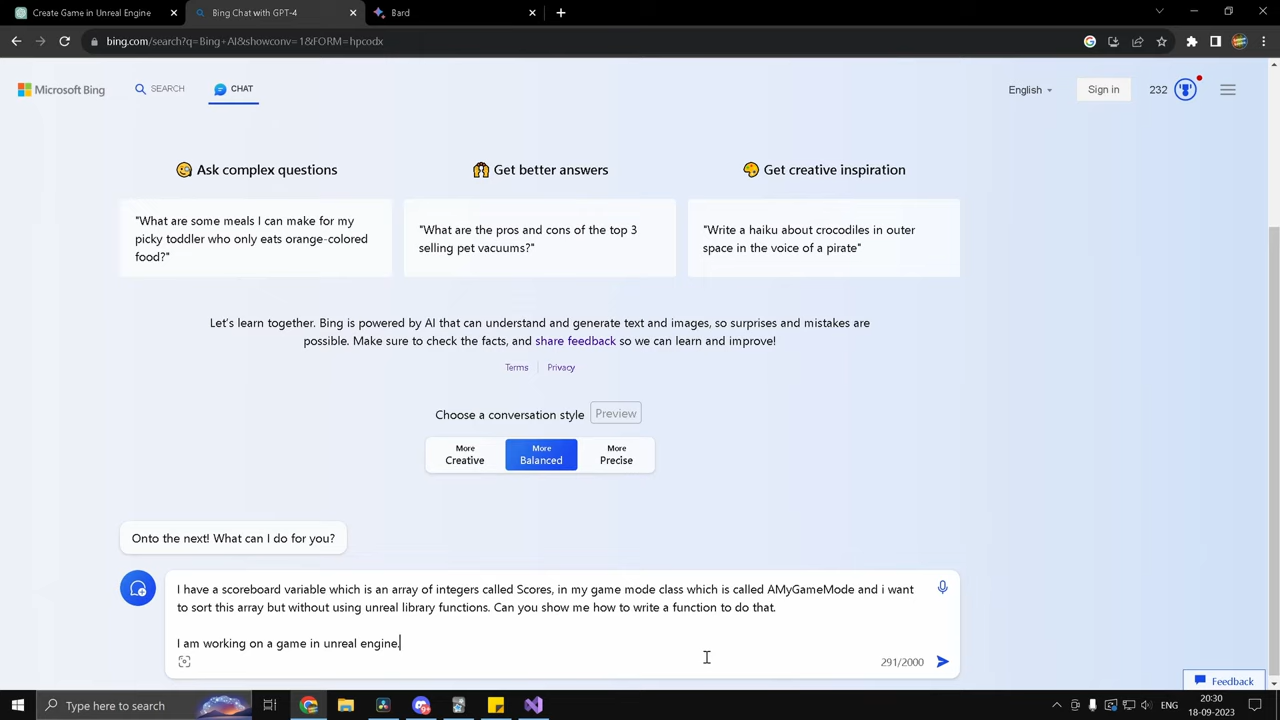 Create Game in Unreal Engine
Bing Chat with GPT-4
Bard
bing.com/search?q=Bing+AI&showconv=1&FORM=hpcodx
Microsoft Bing
SEARCH
CHAT
English
Sign in
232
Ask complex questions
Get better answers
Get creative inspiration
"What are some meals I can make for my
picky toddler who only eats orange-colored
food?"
"What are the pros and cons of the top 3
selling pet vacuums?"
"Write a haiku about crocodiles in outer
space in the voice of a pirate"
Let's learn together. Bing is powered by AI that can understand and generate text and images, so surprises and mistakes are
possible. Make sure to check the facts, and share feedback so we can learn and improve!
Terms
Privacy
Choose a conversation style
Preview
More
Creative
More
Balanced
More
Precise
Onto the next! What can I do for you?
I have a scoreboard variable which is an array of integers called Scores, in my game mode class which is called AMyGameMode and i want
to sort this array but without using unreal library functions. Can you show me how to write a function to do that.
I am working on a game in unreal engine.
291/2000
Feedback
Type here to search
ENG
20:30
18-09-2023